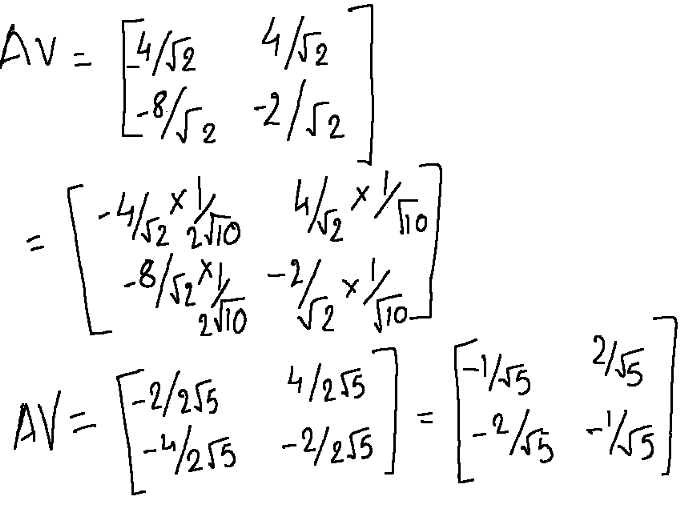 AV = [-4/√2 4/√2
-8/√2 -2/√2]
= [-4/√2 × 1/2√10 4/√2 × 1/√10
-8/√2 × 1/2√10 -2/√2 × 1/√10]
AV = [-2/2√5 4/2√5 = [-1/√5 2/√5
-4/2√5 -2/2√5] -2/√5 -1/√5]